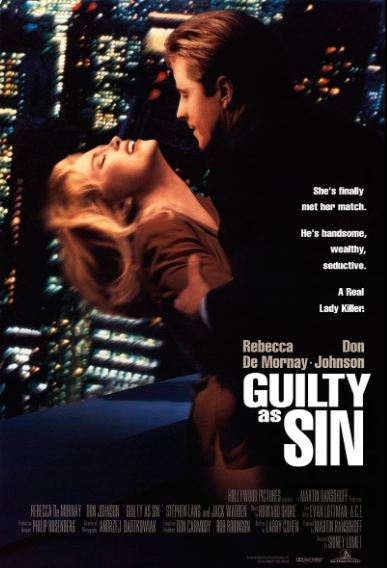 She's finally
met her match.
He's handsome,
wealthy,
seductive.
A Real
Lady Killer.
Rebecca Don
De Mornay · Johnson
GUILTY
as
SIN
HOLLYWOOD PICTURES presents A MARTIN RANSOHOFF
REBECCA De MORNAY DON JOHNSON "GUILTY AS SIN" STEPHEN LANG and JACK WARDEN HOWARD SHORE EVAN LOTTMAN, A.C.E.
PHILIP ROSENBERG ANDRZEJ BARTKOWIAK DON CARMODY BOB ROBINSON LARRY COHEN MARTIN RANSOHOFF
SIDNEY LUMET